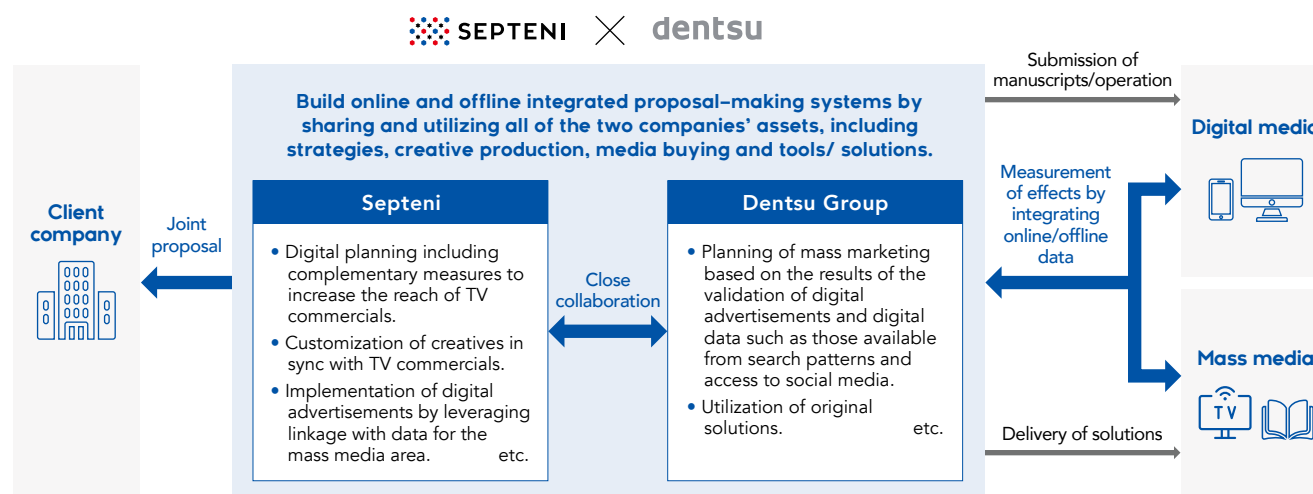 SEPTENI × dentsu
Build online and offline integrated proposal-making systems by
sharing and utilizing all of the two companies' assets, including
strategies, creative production, media buying and tools/ solutions.
Client
company
Joint
proposal
Septeni
• Digital planning including
complementary measures to
increase the reach of TV
commercials.
• Customization of creatives in
sync with TV commercials.
• Implementation of digital
advertisements by leveraging
linkage with data for the
mass media area. etc.
Close
collaboration
Dentsu Group
• Planning of mass marketing
based on the results of the
validation of digital
advertisements and digital
data such as those available
from search patterns and
access to social media.
• Utilization of original
solutions. etc.
Submission of
manuscripts/operation
Measurement
of effects by
integrating
online/offline
data
Delivery of solutions
Digital media
Mass media
TV